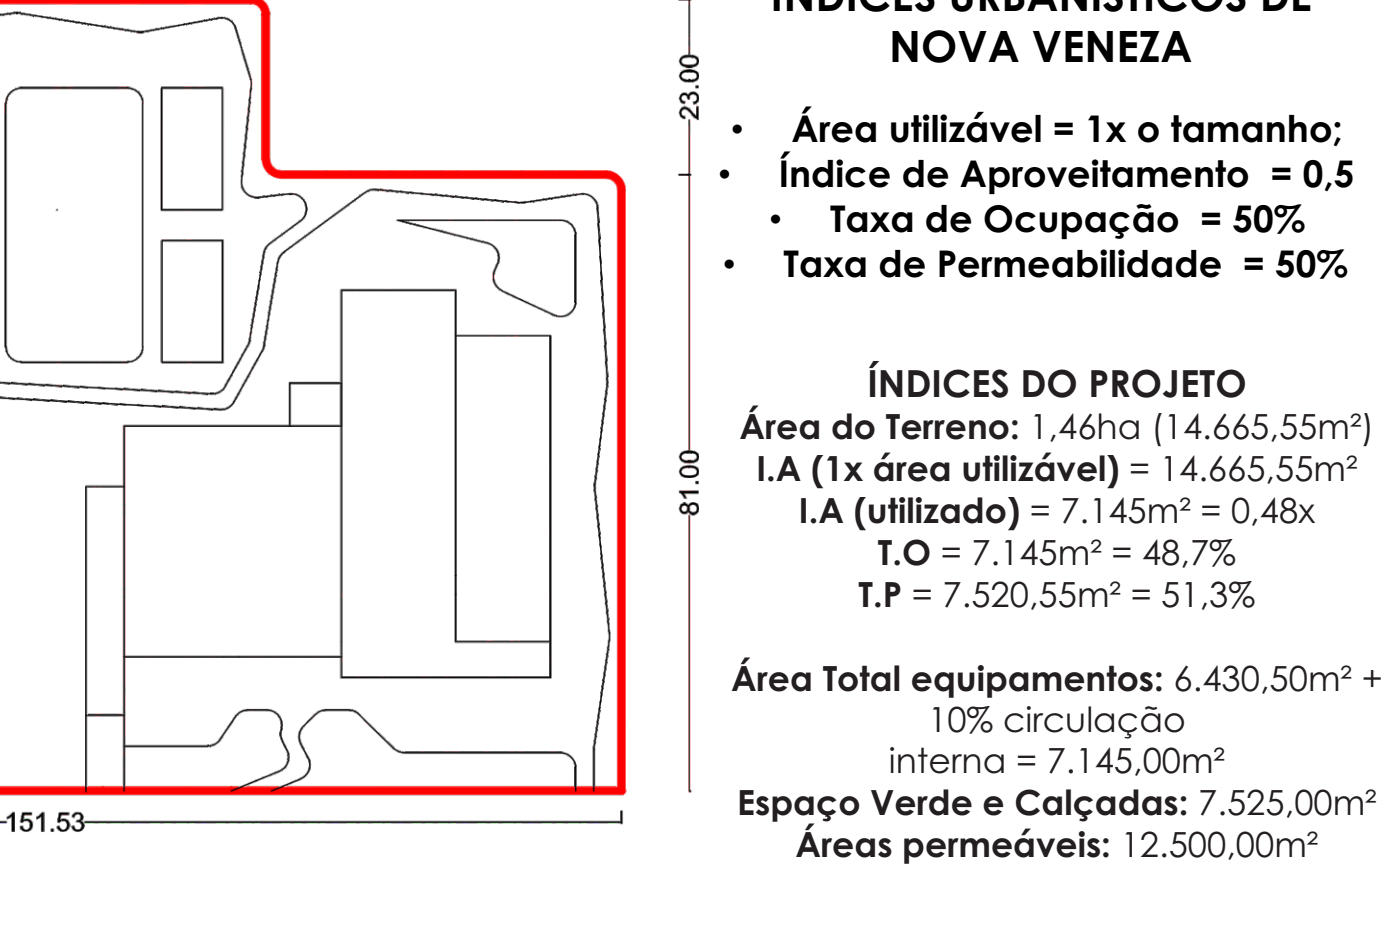 ÍNDICES URBANÍSTICOS DE
NOVA VENEZA
• Área utilizável = 1x o tamanho;
• Índice de Aproveitamento = 0,5
• Taxa de Ocupação = 50%
• Taxa de Permeabilidade = 50%
ÍNDICES DO PROJETO
Área do Terreno: 1,46ha (14.665,55m²)
I.A (1x área utilizável) = 14.665,55m²
I.A (utilizado) = 7.145m² = 0,48x
T.O = 7.145m² = 48,7%
T.P = 7.520,55m² = 51,3%
Área Total equipamentos: 6.430,50m² +
10% circulação
interna = 7.145,00m²
Espaço Verde e Calçadas: 7.525,00m²
Áreas permeáveis: 12.500,00m²
23.00
81.00
151.53